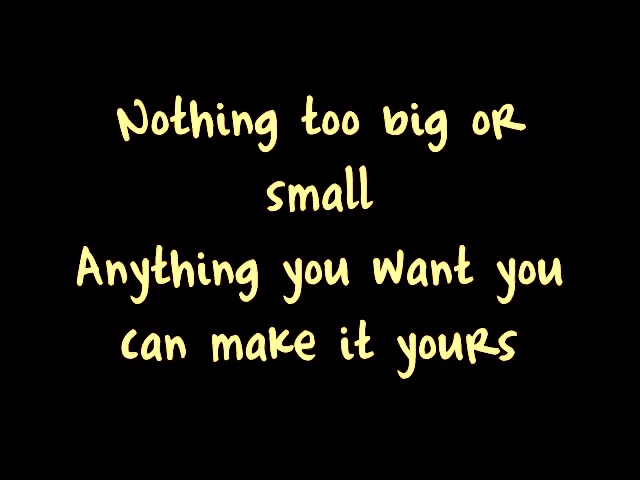 Nothing too big or
small
Anything you want you
can make it yours